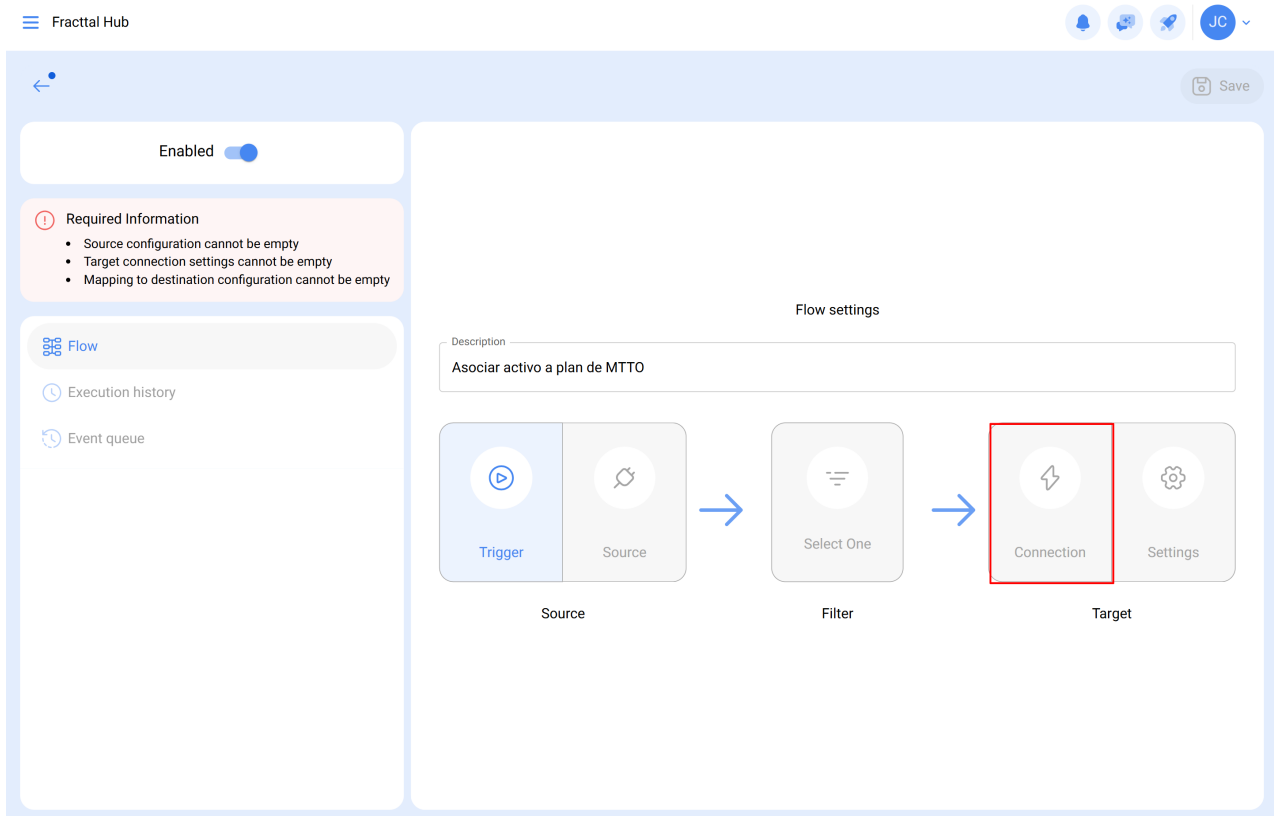 Fracttal Hub
JC
Save
Enabled
Required Information
• Source configuration cannot be empty
• Target connection settings cannot be empty
• Mapping to destination configuration cannot be empty
Flow
Execution history
Event queue
Flow settings
Description
Asociar activo a plan de MTTO
Trigger
Source
Select One
Connection
Settings
Source
Filter
Target